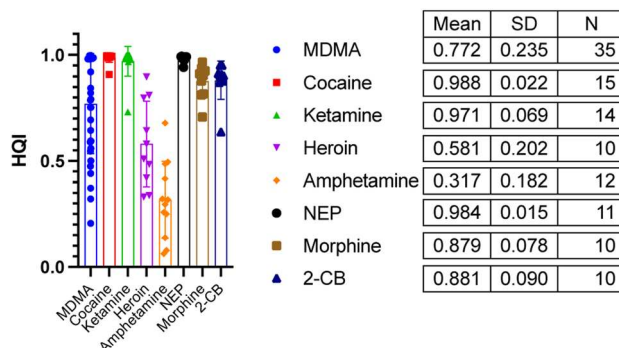 Mean SD N
MDMA 0.772 0.235 35
Cocaine 0.988 0.022 15
Ketamine 0.971 0.069 14
Heroin 0.581 0.202 10
Amphetamine 0.317 0.182 12
NEP 0.984 0.015 11
Morphine 0.879 0.078 10
2-CB 0.881 0.090 10
HQI
1.0
0.5
0.0
MDMA
Cocaine
Ketamine
Heroin
Amphetamine
NEP
Morphine
2-CB